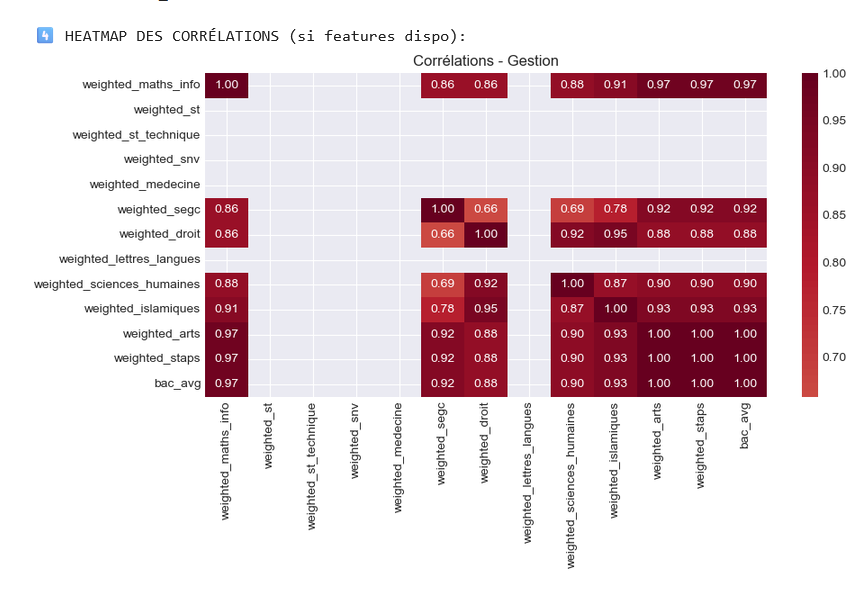 4 HEATMAP DES CORRÉLATIONS (si features dispo):
Corrélations - Gestion
weighted_maths_info 1.00 0.86 0.86 0.88 0.91 0.97 0.97 0.97
weighted_st
weighted_st_technique
weighted_snv
weighted_medecine
weighted_segc 0.86 1.00 0.66 0.69 0.78 0.92 0.92 0.92
weighted_droit 0.86 0.66 1.00 0.92 0.95 0.88 0.88 0.88
weighted_lettres_langues
weighted_sciences_humaines 0.88 0.69 0.92 1.00 0.87 0.90 0.90 0.90
weighted_islamiques 0.91 0.78 0.95 0.87 1.00 0.93 0.93 0.93
weighted_arts 0.97 0.92 0.88 0.90 0.93 1.00 1.00 1.00
weighted_staps 0.97 0.92 0.88 0.90 0.93 1.00 1.00 1.00
bac_avg 0.97 0.92 0.88 0.90 0.93 1.00 1.00 1.00
weighted_maths_info
weighted_st
weighted_st_technique
weighted_snv
weighted_medecine
weighted_segc
weighted_droit
weighted_lettres_langues
weighted_sciences_humaines
weighted_islamiques
weighted_arts
weighted_staps
bac_avg
1.00
0.95
0.90
0.85
0.80
0.75
0.70